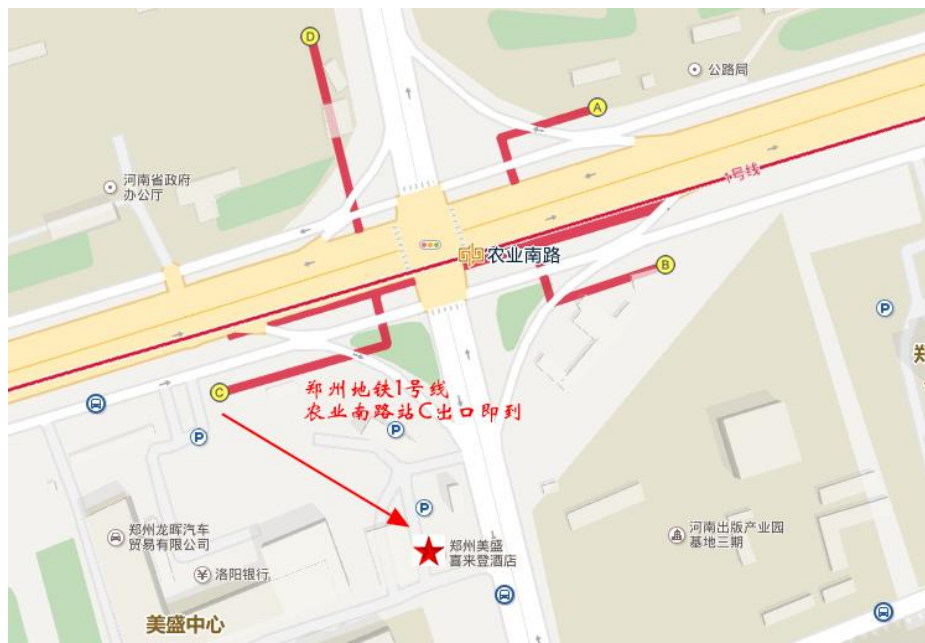 D
公路局
A
1号线
河南省政府
办公厅
农业南路
B
P
C
郑州地铁1号线
农业南路站C出口即到
P
P
P
郑州龙晖汽车
贸易有限公司
郑州美盛
喜来登酒店
河南出版产业园
基地三期
洛阳银行
美盛中心